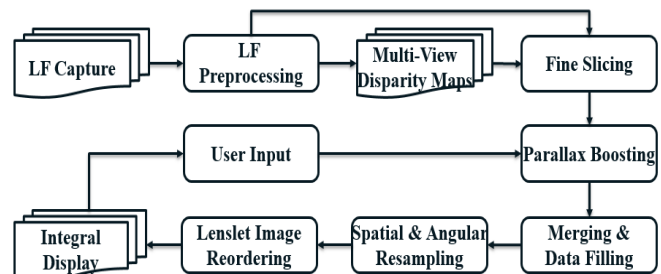 LF Capture
LF
Preprocessing
Multi-View
Disparity Maps
Fine Slicing
User Input
Parallax Boosting
Integral
Display
Lenslet Image
Reordering
Spatial & Angular
Resampling
Merging &
Data Filling